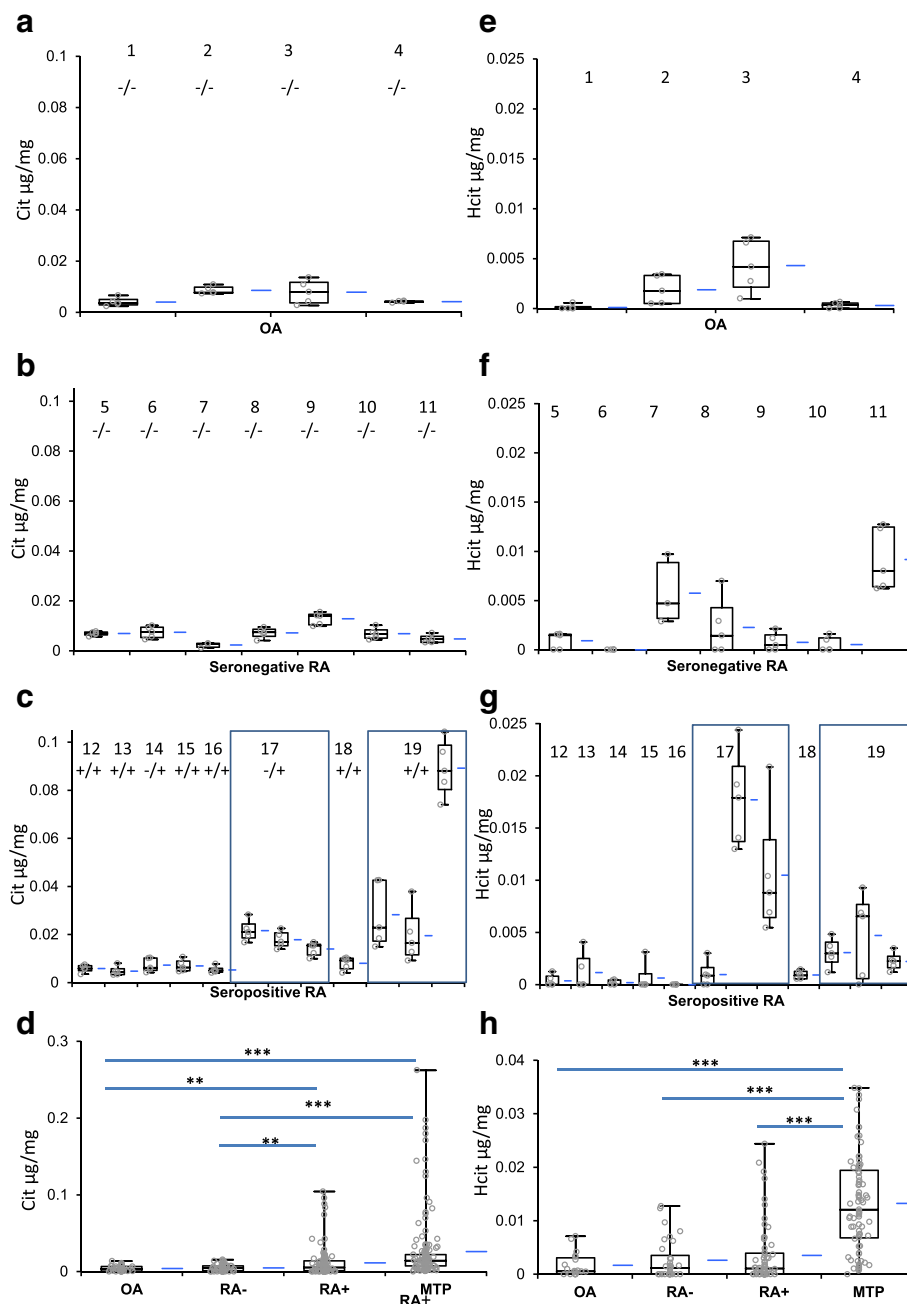 a
1 2 3 4
-/- -/- -/- -/-
0.1
0.08
0.06
0.04
0.02
0
Cit µg/mg
OA
e
1 2 3 4
0.025
0.02
0.015
0.01
0.005
0
Hcit µg/mg
OA
b
5 6 7 8 9 10 11
-/- -/- -/- -/- -/- -/- -/-
0.1
0.08
0.06
0.04
0.02
0
Cit µg/mg
Seronegative RA
f
5 6 7 8 9 10 11
0.025
0.02
0.015
0.01
0.005
0
Hcit µg/mg
Seronegative RA
c
12 13 14 15 16 17 18 19
+/+ +/+ -/+ +/+ +/+ -/+ +/+ +/+
0.1
0.08
0.06
0.04
0.02
0
Cit µg/mg
Seropositive RA
g
12 13 14 15 16 17 18 19
0.025
0.02
0.015
0.01
0.005
0
Hcit µg/mg
Seropositive RA
d
0.3
0.2
0.1
0
Cit µg/mg
***
**
***
**
OA RA- RA+ MTP
RA+
h
0.04
0.03
0.02
0.01
0
Hcit µg/mg
***
***
***
OA RA- RA+ MTP